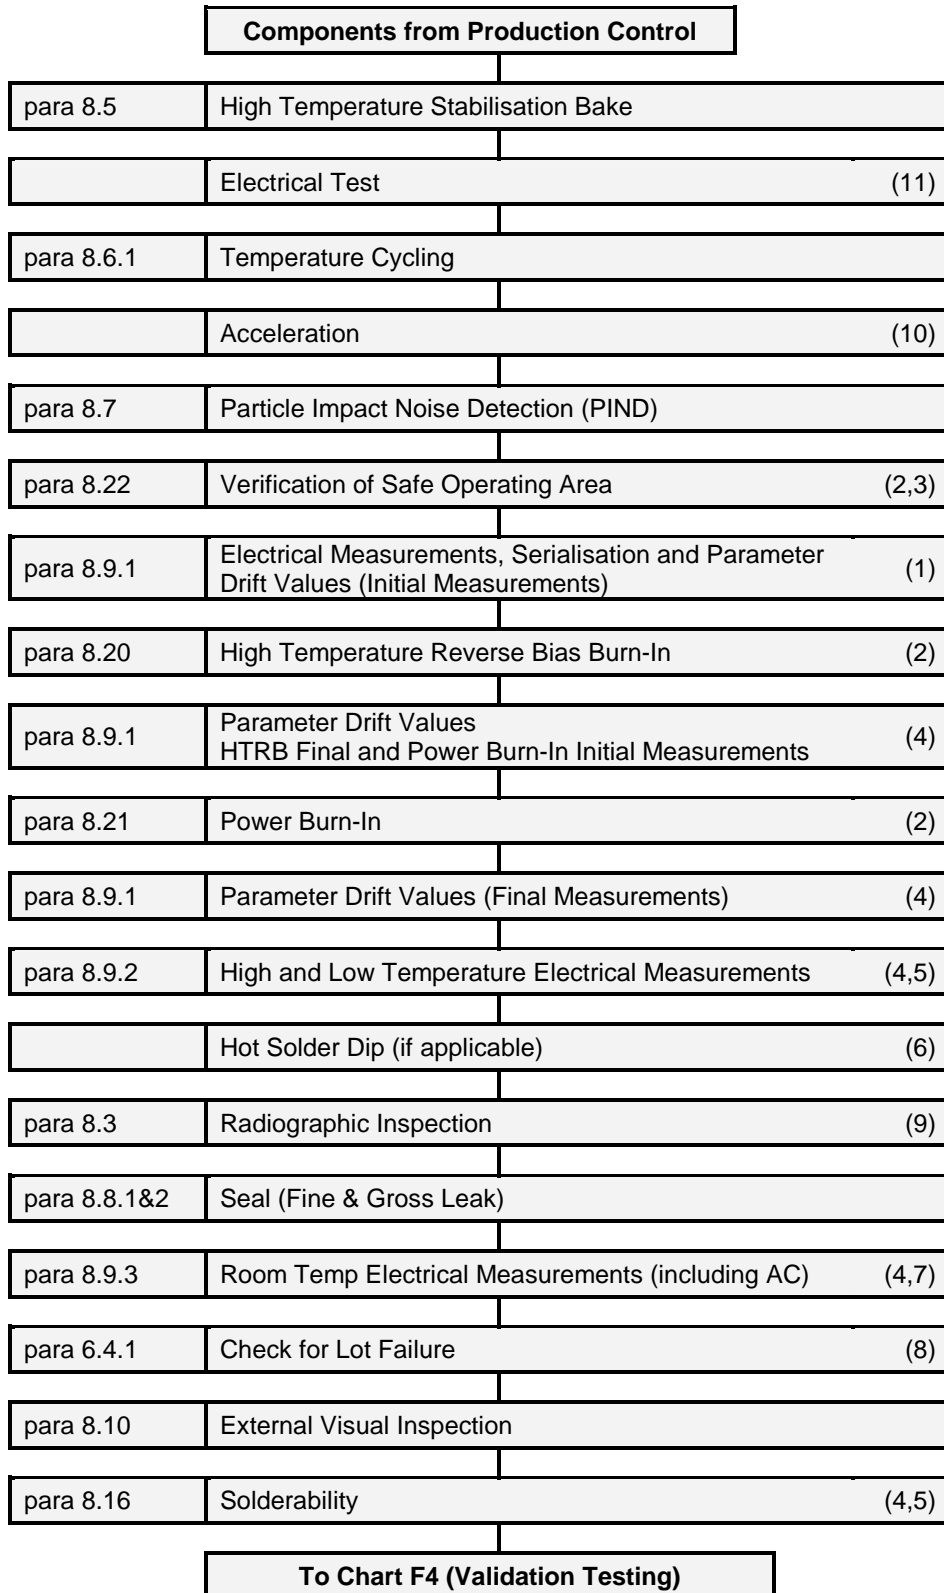 Components from Production Control
para 8.5 High Temperature Stabilisation Bake
Electrical Test (11)
para 8.6.1 Temperature Cycling
Acceleration (10)
para 8.7 Particle Impact Noise Detection (PIND)
para 8.22 Verification of Safe Operating Area (2,3)
para 8.9.1 Electrical Measurements, Serialisation and Parameter
Drift Values (Initial Measurements) (1)
para 8.20 High Temperature Reverse Bias Burn-In (2)
para 8.9.1 Parameter Drift Values
HTRB Final and Power Burn-In Initial Measurements (4)
para 8.21 Power Burn-In (2)
para 8.9.1 Parameter Drift Values (Final Measurements) (4)
para 8.9.2 High and Low Temperature Electrical Measurements (4,5)
Hot Solder Dip (if applicable) (6)
para 8.3 Radiographic Inspection (9)
para 8.8.1&2 Seal (Fine & Gross Leak)
para 8.9.3 Room Temp Electrical Measurements (including AC) (4,7)
para 6.4.1 Check for Lot Failure (8)
para 8.10 External Visual Inspection
para 8.16 Solderability (4,5)
To Chart F4 (Validation Testing)